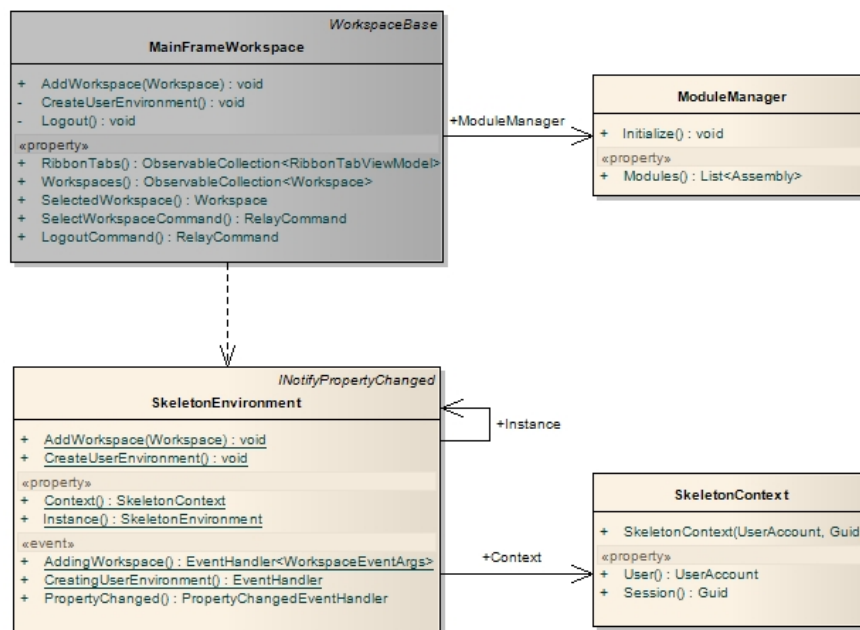 WorkspaceBase
MainFrameWorkspace
+ AddWorkspace(Workspace) : void
- CreateUserEnvironment() : void
- Logout() : void
«property»
+ RibbonTabs() : ObservableCollection<RibbonTabViewModel>
+ Workspaces() : ObservableCollection<Workspace>
+ SelectedWorkspace() : Workspace
+ SelectWorkspaceCommand() : RelayCommand
+ LogoutCommand() : RelayCommand
+ModuleManager
ModuleManager
+ Initialize() : void
«property»
+ Modules() : List<Assembly>
INotifyPropertyChanged
SkeletonEnvironment
+ AddWorkspace(Workspace) : void
+ CreateUserEnvironment() : void
«property»
+ Context() : SkeletonContext
+ Instance() : SkeletonEnvironment
«event»
+ AddingWorkspace() : EventHandler<WorkspaceEventArgs>
+ CreatingUserEnvironment() : EventHandler
+ PropertyChanged() : PropertyChangedEventHandler
+Instance
+Context
SkeletonContext
+ SkeletonContext(UserAccount, Guid
«property»
+ User() : UserAccount
+ Session() : Guid